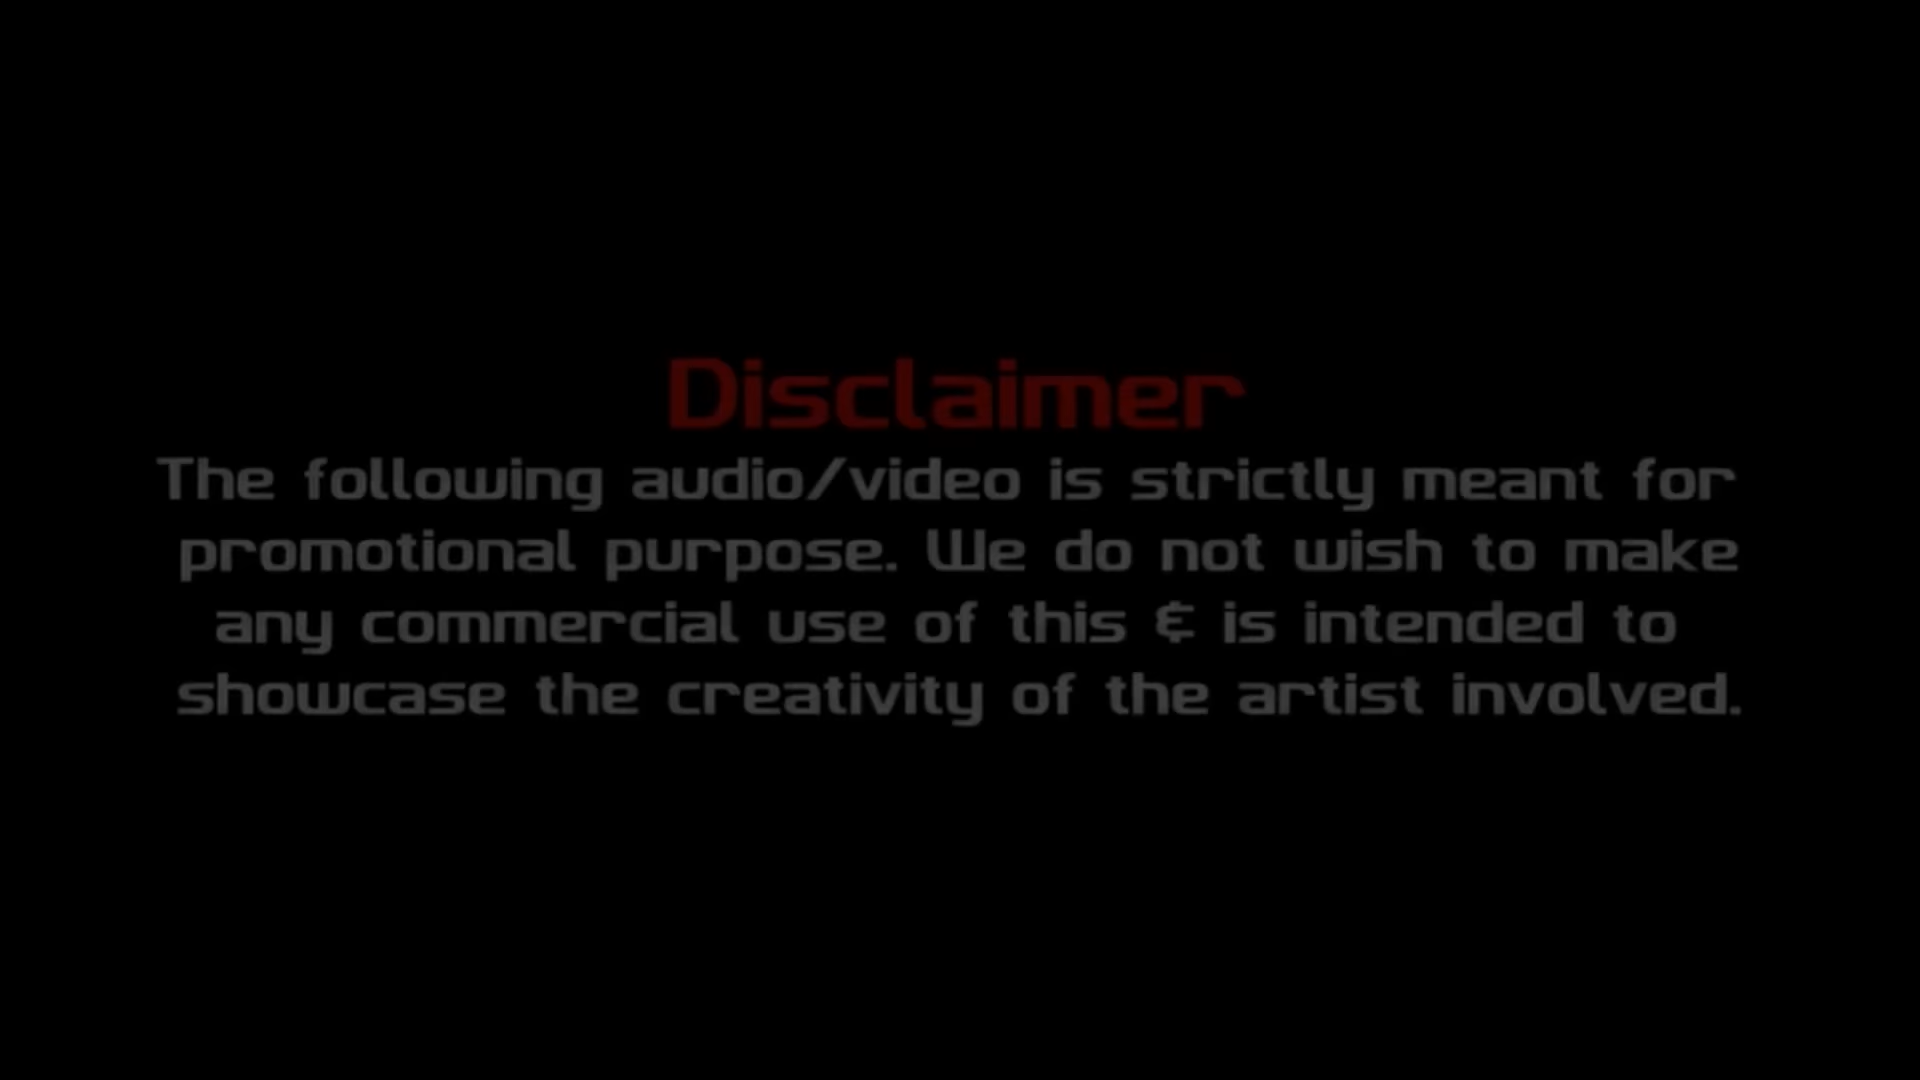 Disclaimer
The following audio/video is strictly meant for
promotional purpose. We do not wish to make
any commercial use of this & is intended to
showcase the creativity of the artist involved.